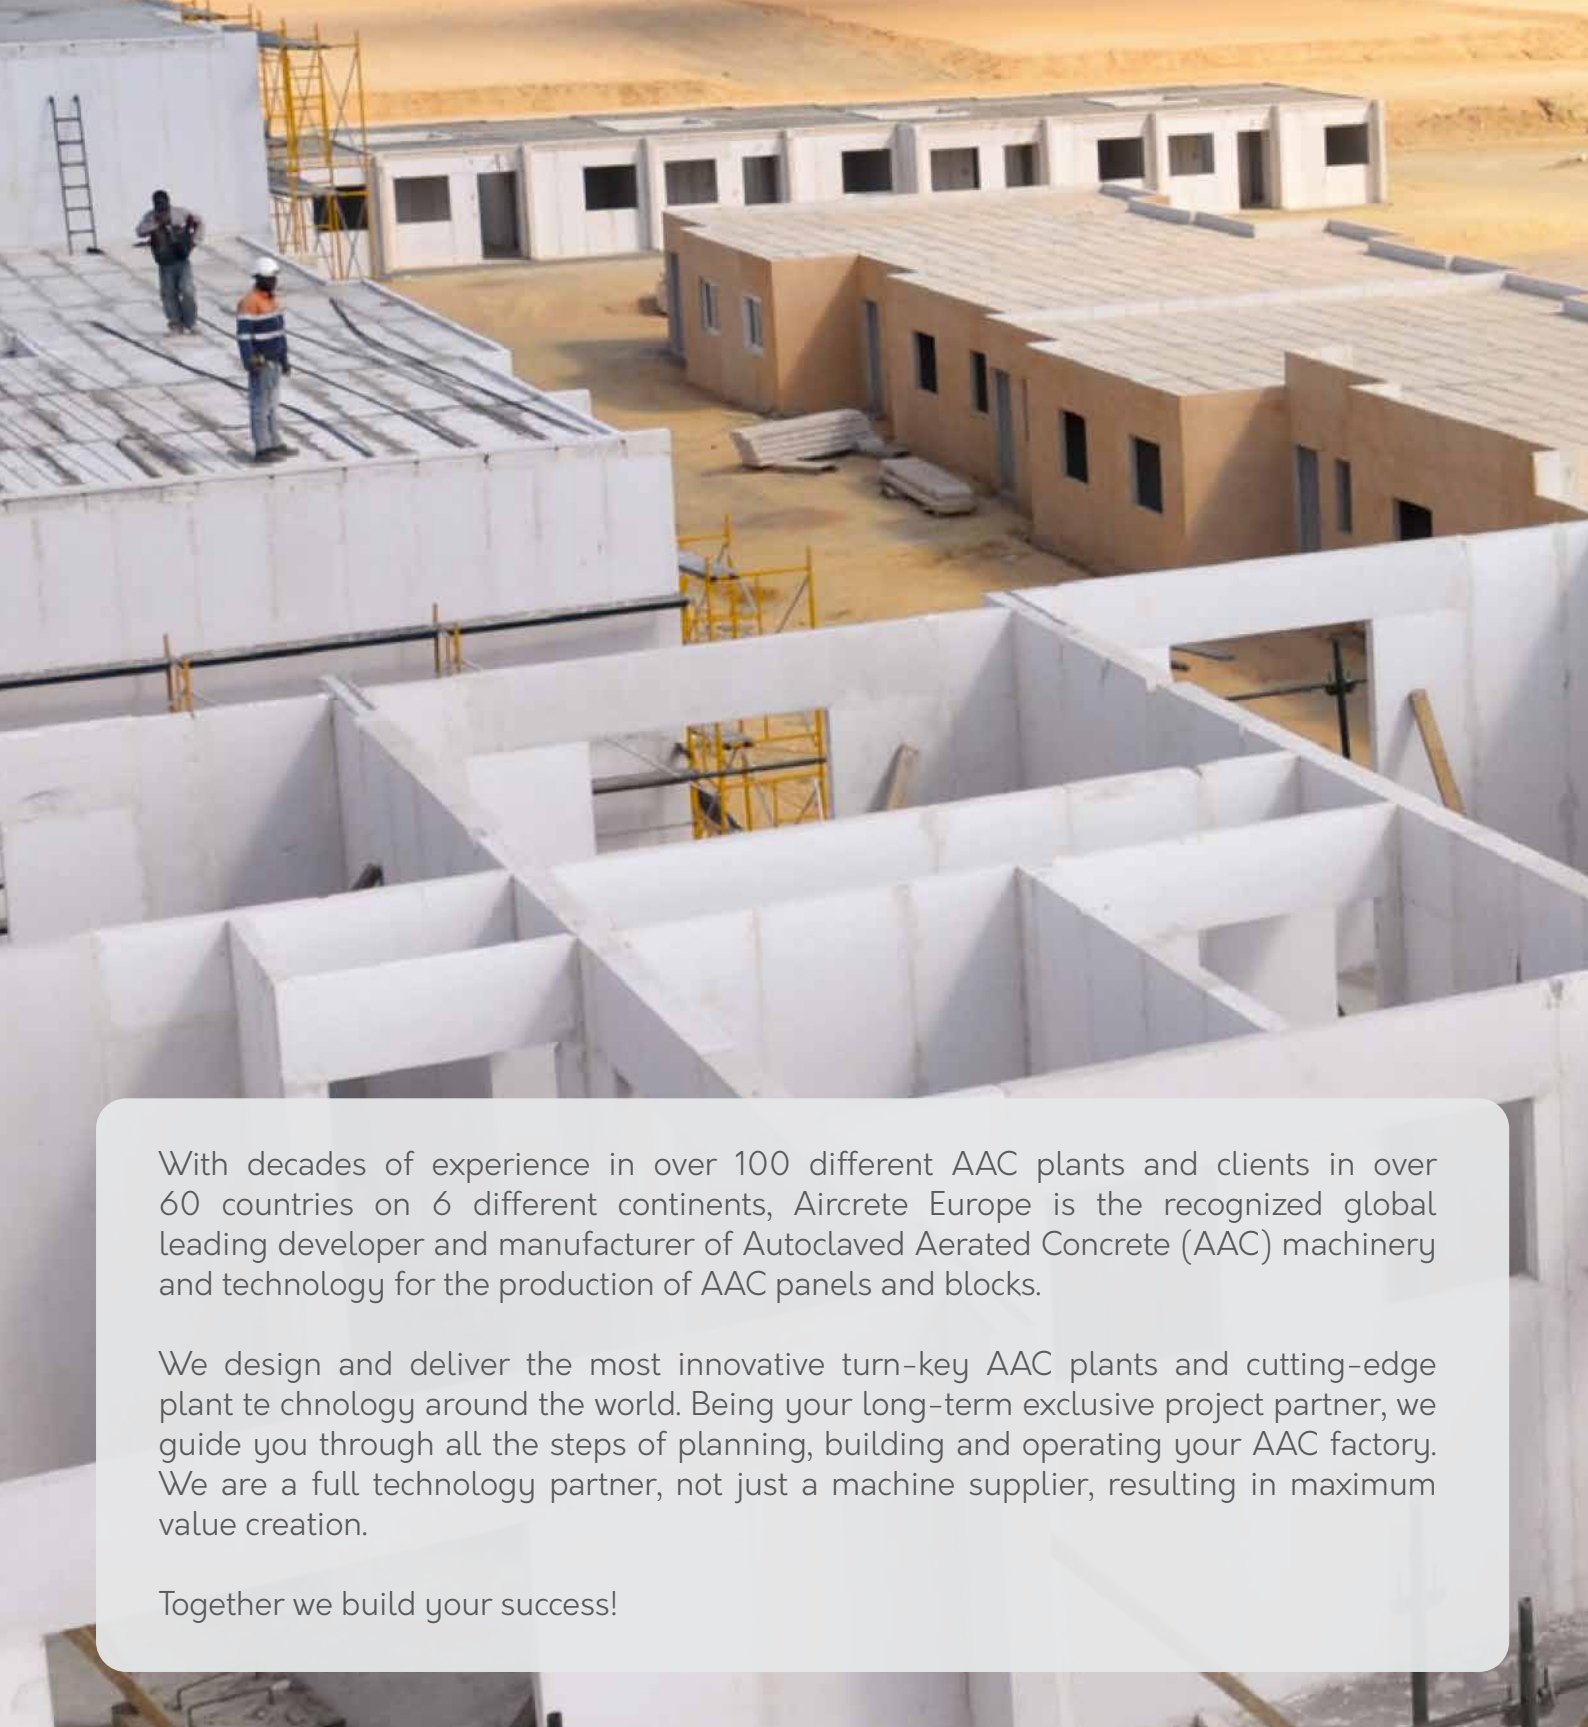 With decades of experience in over 100 different AAC plants and clients in over
60 countries on 6 different continents, Aircrete Europe is the recognized global
leading developer and manufacturer of Autoclaved Aerated Concrete (AAC) machinery
and technology for the production of AAC panels and blocks.
We design and deliver the most innovative turn-key AAC plants and cutting-edge
plant te chnology around the world. Being your long-term exclusive project partner, we
guide you through all the steps of planning, building and operating your AAC factory.
We are a full technology partner, not just a machine supplier, resulting in maximum
value creation.
Together we build your success!